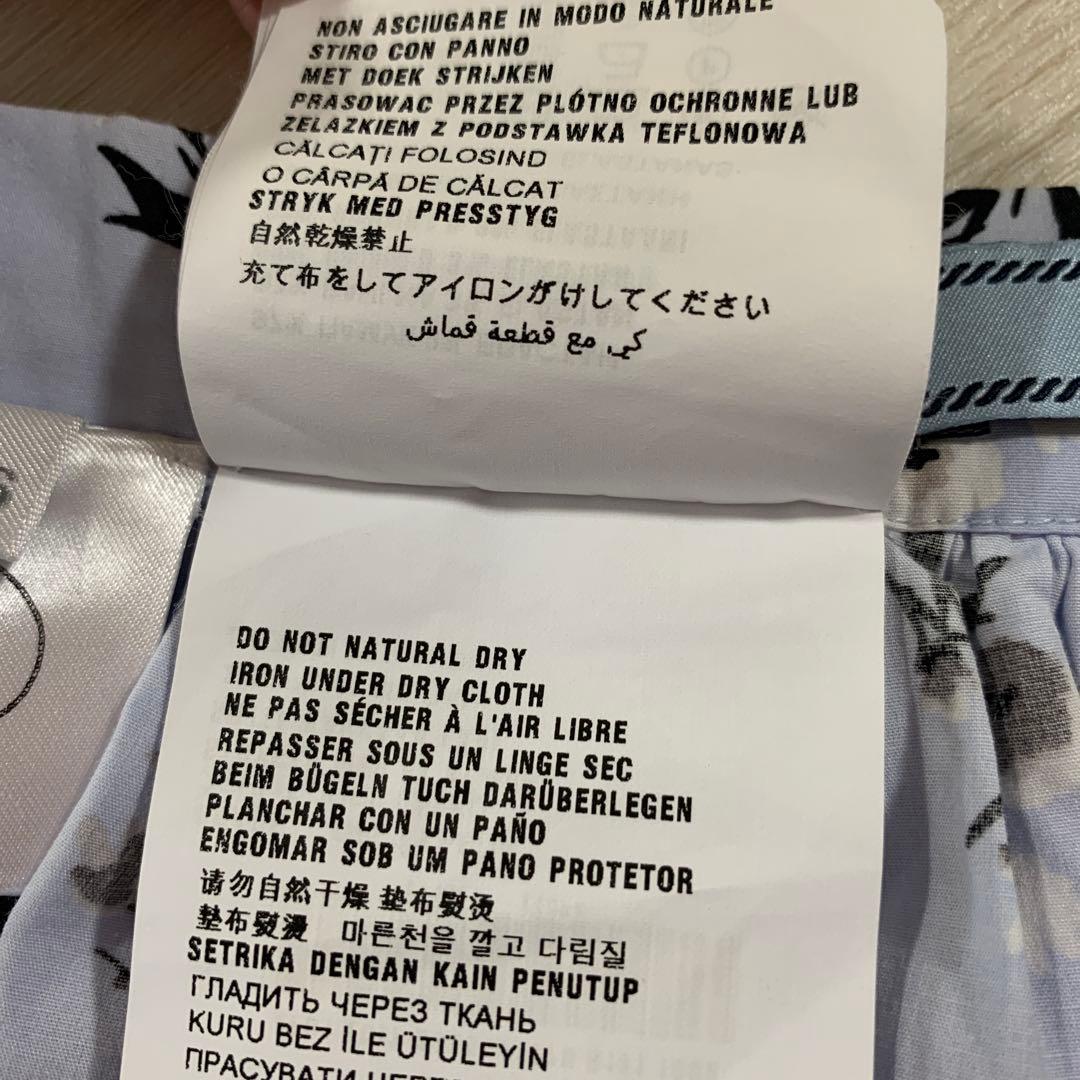 NON ASCIUGARE IN MODO NATURALE
STIRO CON PANNO
MET DOEK STRIJKEN
PRASOWAC PRZEZ PLÓTNO OCHRONNE LUB
ZELAZKIEM Z PODSTAWKA TEFLONOWA
CĂLCAȚI FOLOSIND
O CÂRPĂ DE CĂLCAT
STRYK MED PRESSTYG
自然乾燥禁止
充て布をしてアイロンがけしてください
كي مع قطعة قماش
DO NOT NATURAL DRY
IRON UNDER DRY CLOTH
NE PAS SÉCHER À L'AIR LIBRE
REPASSER SOUS UN LINGE SEC
BEIM BÜGELN TUCH DARÜBERLEGEN
PLANCHAR CON UN PAÑO
ENGOMAR SOB UM PANO PROTETOR
请勿自然干燥 垫布熨烫
墊布熨燙 마른천을 깔고 다림질
SETRIKA DENGAN KAIN PENUTUP
ГЛАДИТЬ ЧЕРЕЗ ТКАНЬ
KURU BEZ İLE ÜTÜLEYİN
ПРАСУВАТИ